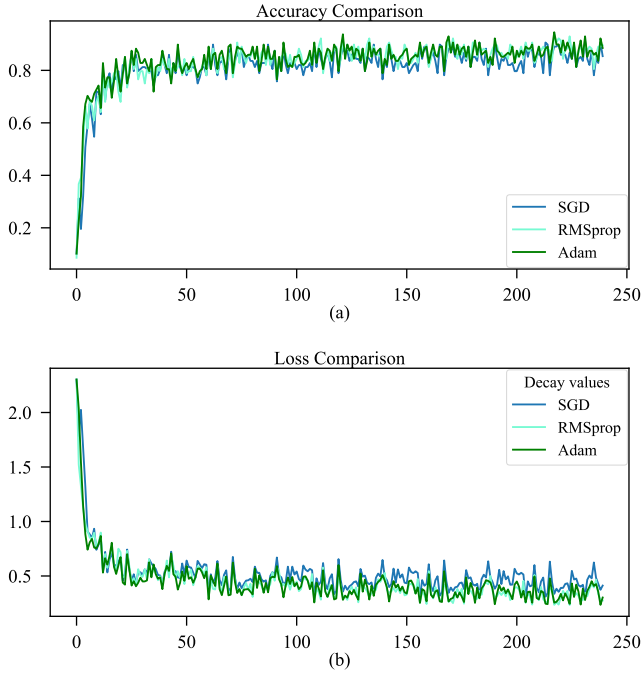 Accuracy Comparison
0.8
0.6
0.4
0.2
SGD
RMSprop
Adam
0 50 100 150 200 250
(a)
Loss Comparison
2.0
1.5
1.0
0.5
Decay values
SGD
RMSprop
Adam
0 50 100 150 200 250
(b)